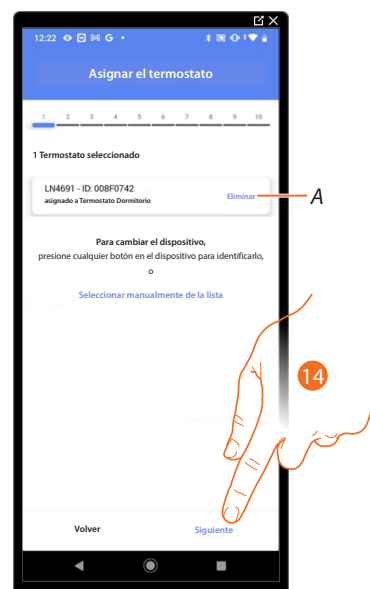 12:22 G
Asignar el termostato
1 2 3 4 5 6 7 8 9 10
1 Termostato seleccionado
LN4691 - ID: 008F0742
asignado a Termostato Dormitorio
Eliminar
A
Para cambiar el dispositivo,
presione cualquier botón en el dispositivo para identificarlo,
o
Seleccionar manualmente de la lista
14
Volver Siguiente